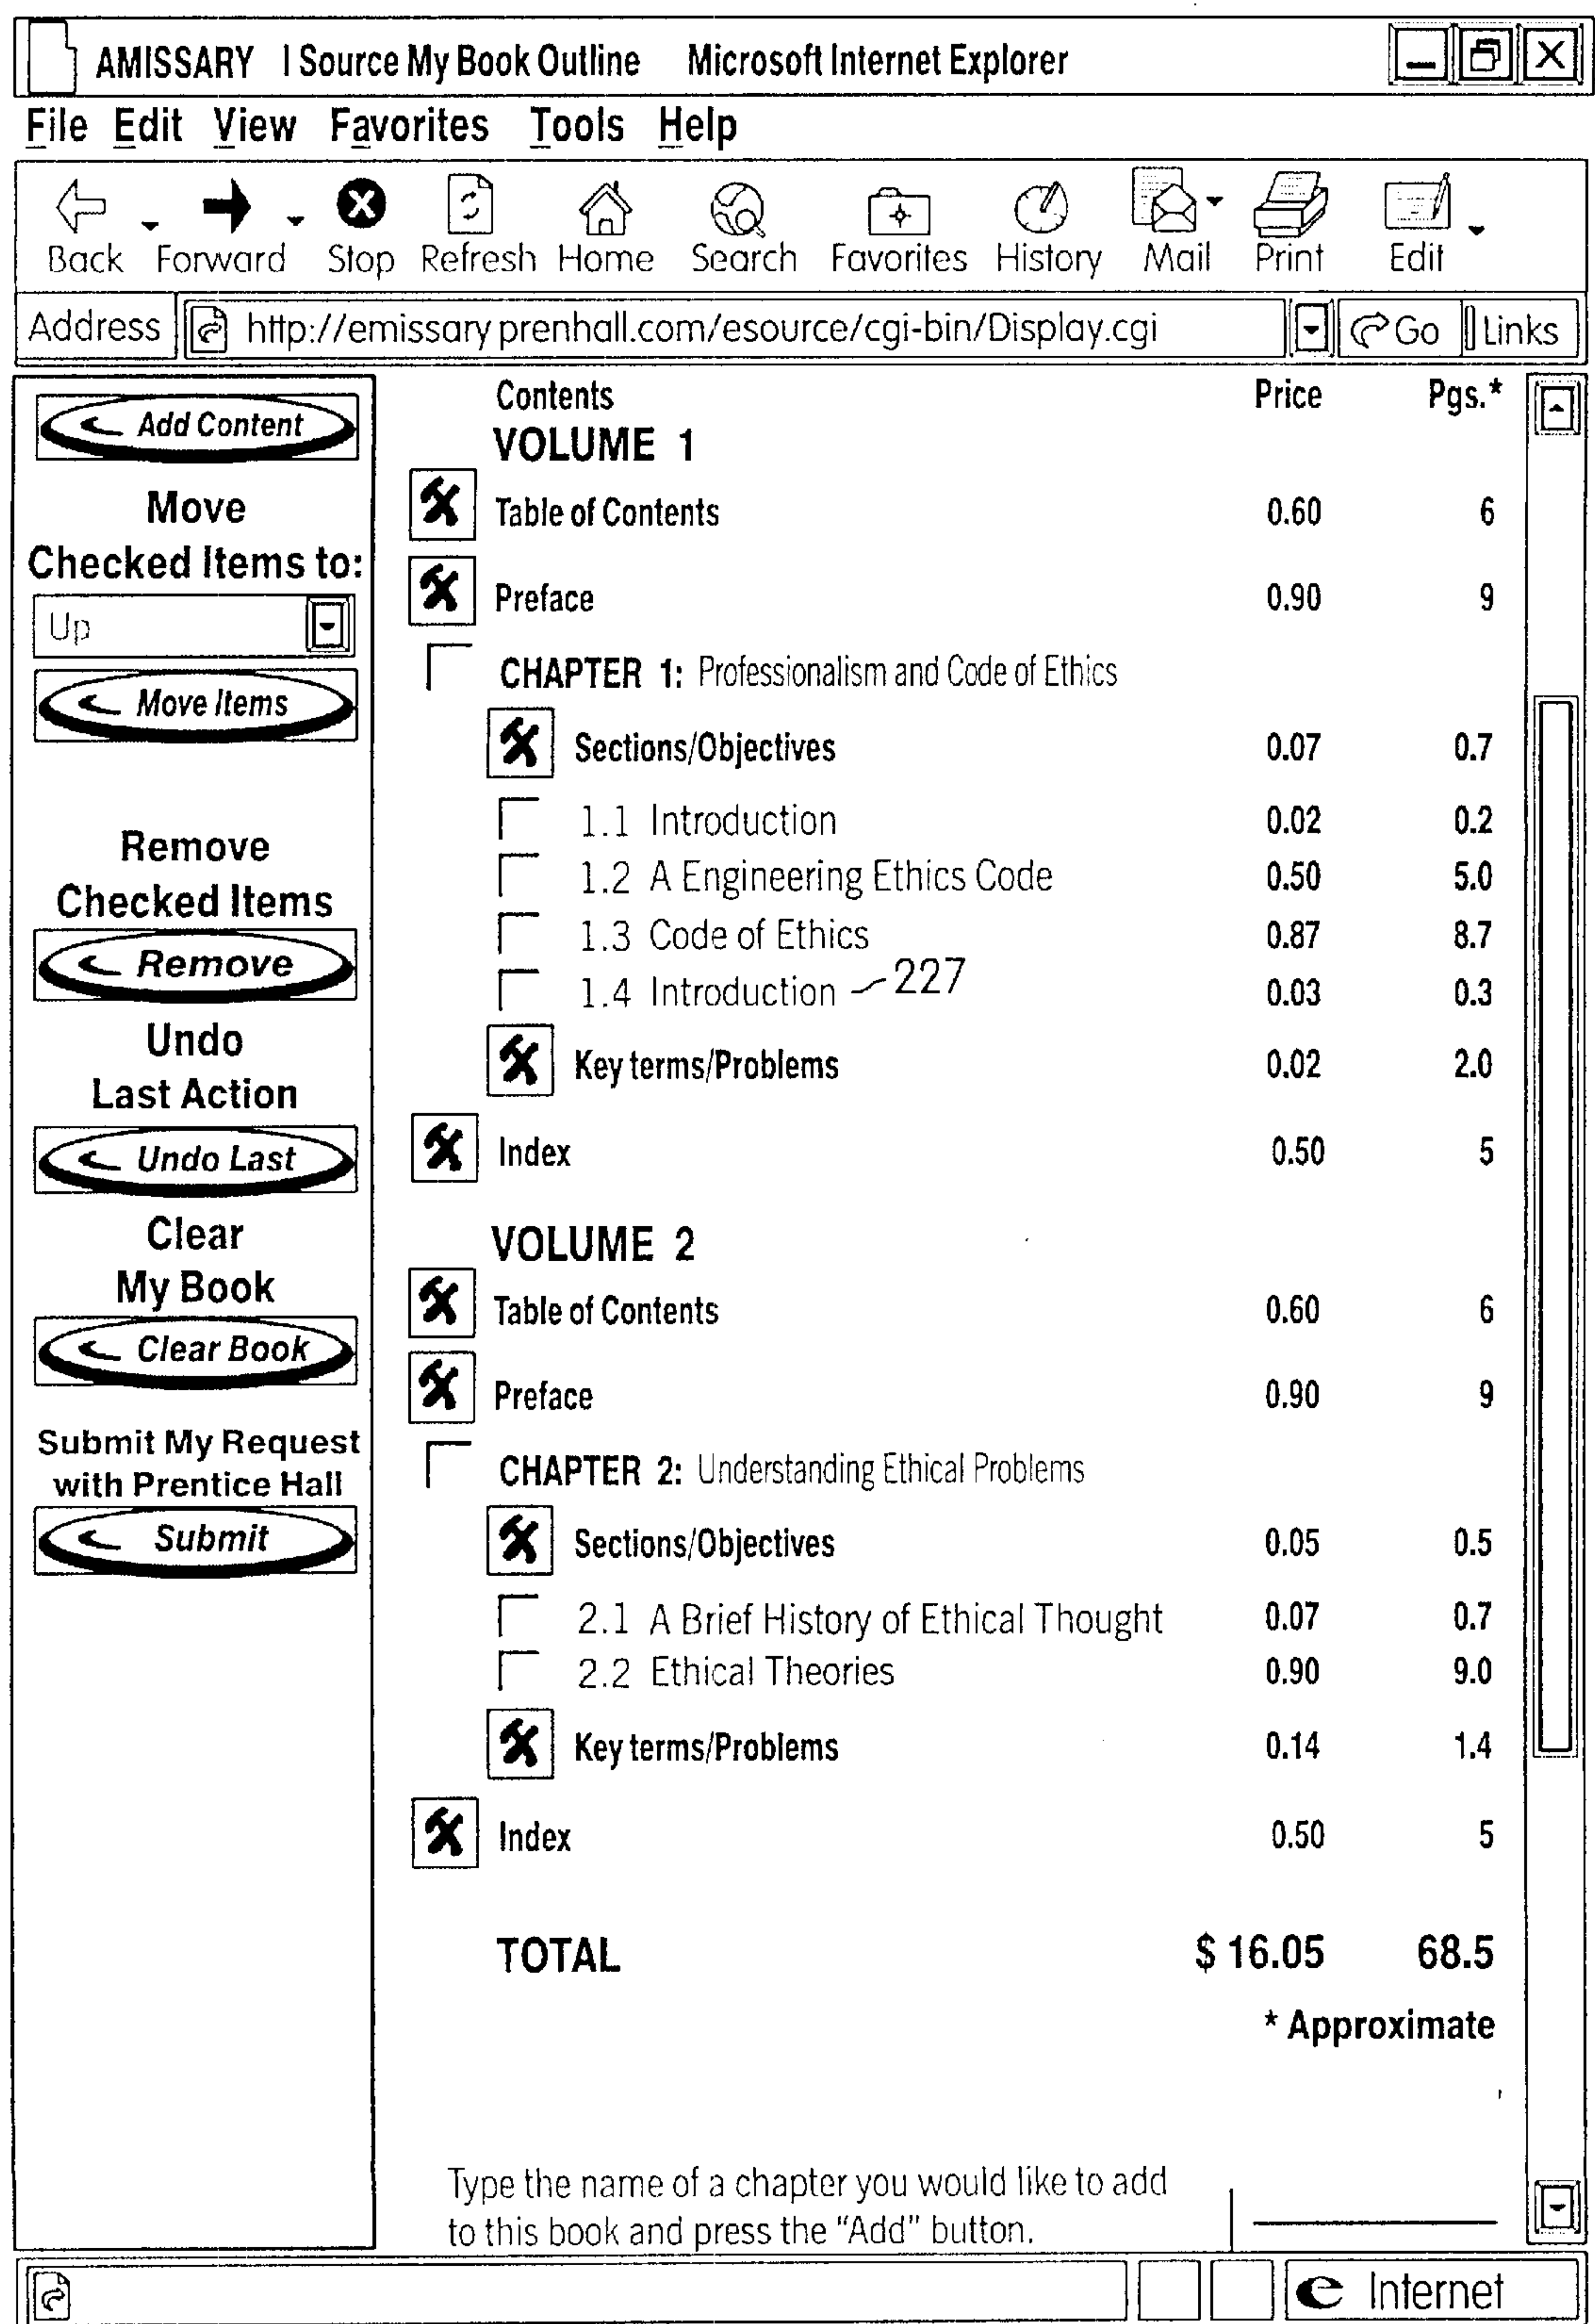 AMISSARY I Source My Book Outline Microsoft Internet Explorer
File Edit View Favorites Tools Help
Back Forward Stop Refresh Home Search Favorites History Mail Print Edit
Address http://emissary prenhall.com/esource/cgi-bin/Display.cgi Go Links
Add Content
Move
Checked Items to:
Up
Move Items
Remove
Checked Items
Remove
Undo
Last Action
Undo Last
Clear
My Book
Clear Book
Submit My Request
with Prentice Hall
Submit
Contents Price Pgs.*
VOLUME 1
Table of Contents 0.60 6
Preface 0.90 9
CHAPTER 1: Professionalism and Code of Ethics
Sections/Objectives 0.07 0.7
1.1 Introduction 0.02 0.2
1.2 A Engineering Ethics Code 0.50 5.0
1.3 Code of Ethics 0.87 8.7
1.4 Introduction 227 0.03 0.3
Key terms/Problems 0.02 2.0
Index 0.50 5
VOLUME 2
Table of Contents 0.60 6
Preface 0.90 9
CHAPTER 2: Understanding Ethical Problems
Sections/Objectives 0.05 0.5
2.1 A Brief History of Ethical Thought 0.07 0.7
2.2 Ethical Theories 0.90 9.0
Key terms/Problems 0.14 1.4
Index 0.50 5
TOTAL $ 16.05 68.5
* Approximate
Type the name of a chapter you would like to add
to this book and press the "Add" button.
Internet